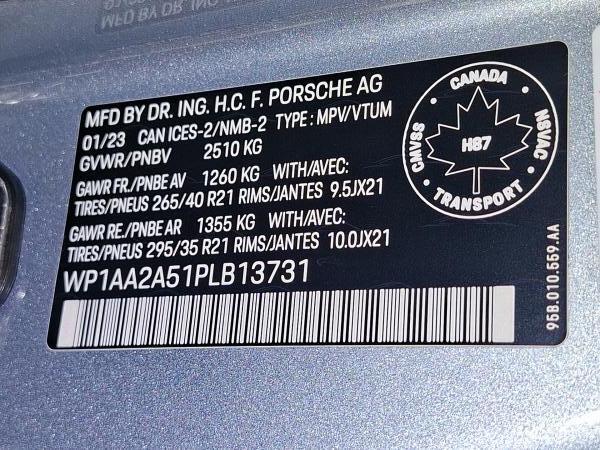 MFD BY DR. ING. H.C. F. PORSCHE AG
01/23 CAN ICES-2/NMB-2 TYPE : MPV/VTUM
GVWR/PNBV 2510 KG
GAWR FR./PNBE AV 1260 KG WITH/AVEC:
TIRES/PNEUS 265/40 R21 RIMS/JANTES 9.5JX21
GAWR RE./PNBE AR 1355 KG WITH/AVEC:
TIRES/PNEUS 295/35 R21 RIMS/JANTES 10.0JX21
WP1AA2A51PLB13731
CANADA
CMVSS
H87
NSVAC
TRANSPORT
95B.010.559.AA